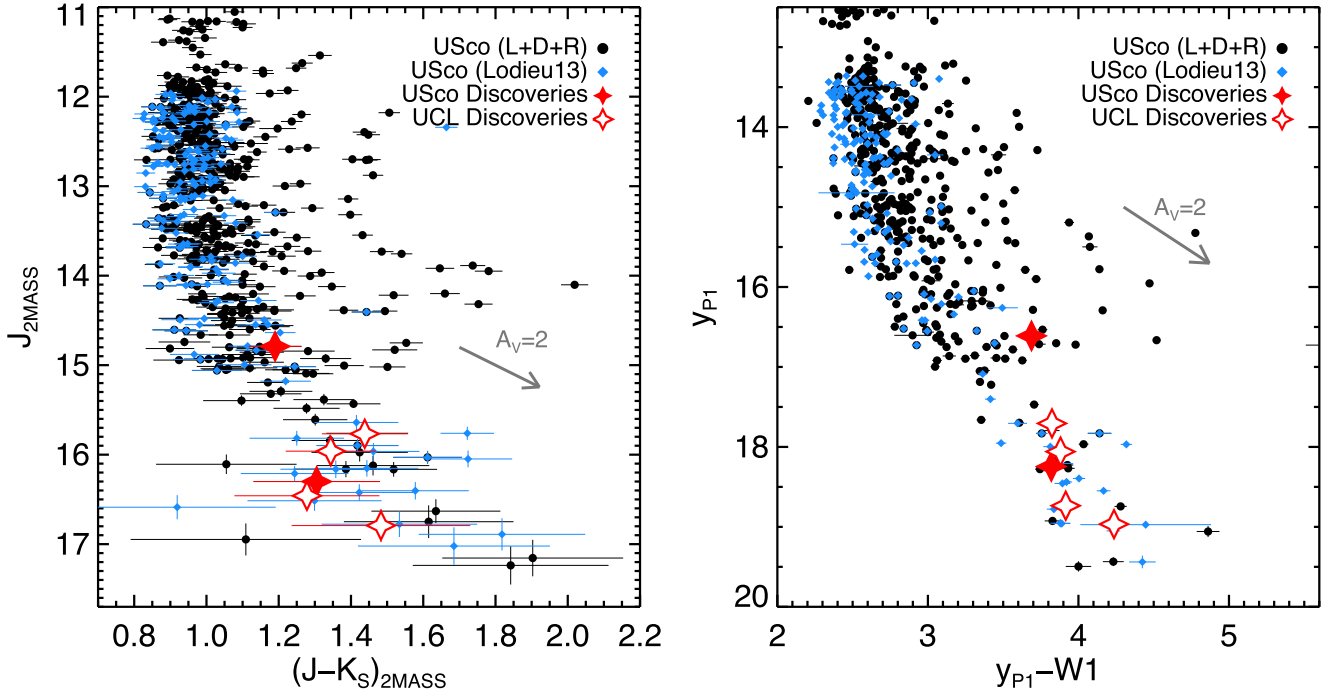 11
12
13
14
15
16
17
J2MASS
0.8 1.0 1.2 1.4 1.6 1.8 2.0 2.2
(J−KS)2MASS
USco (L+D+R)
USco (Lodieu13)
USco Discoveries
UCL Discoveries
AV=2
14
16
18
20
yP1
2 3 4 5
yP1−W1
USco (L+D+R)
USco (Lodieu13)
USco Discoveries
UCL Discoveries
AV=2